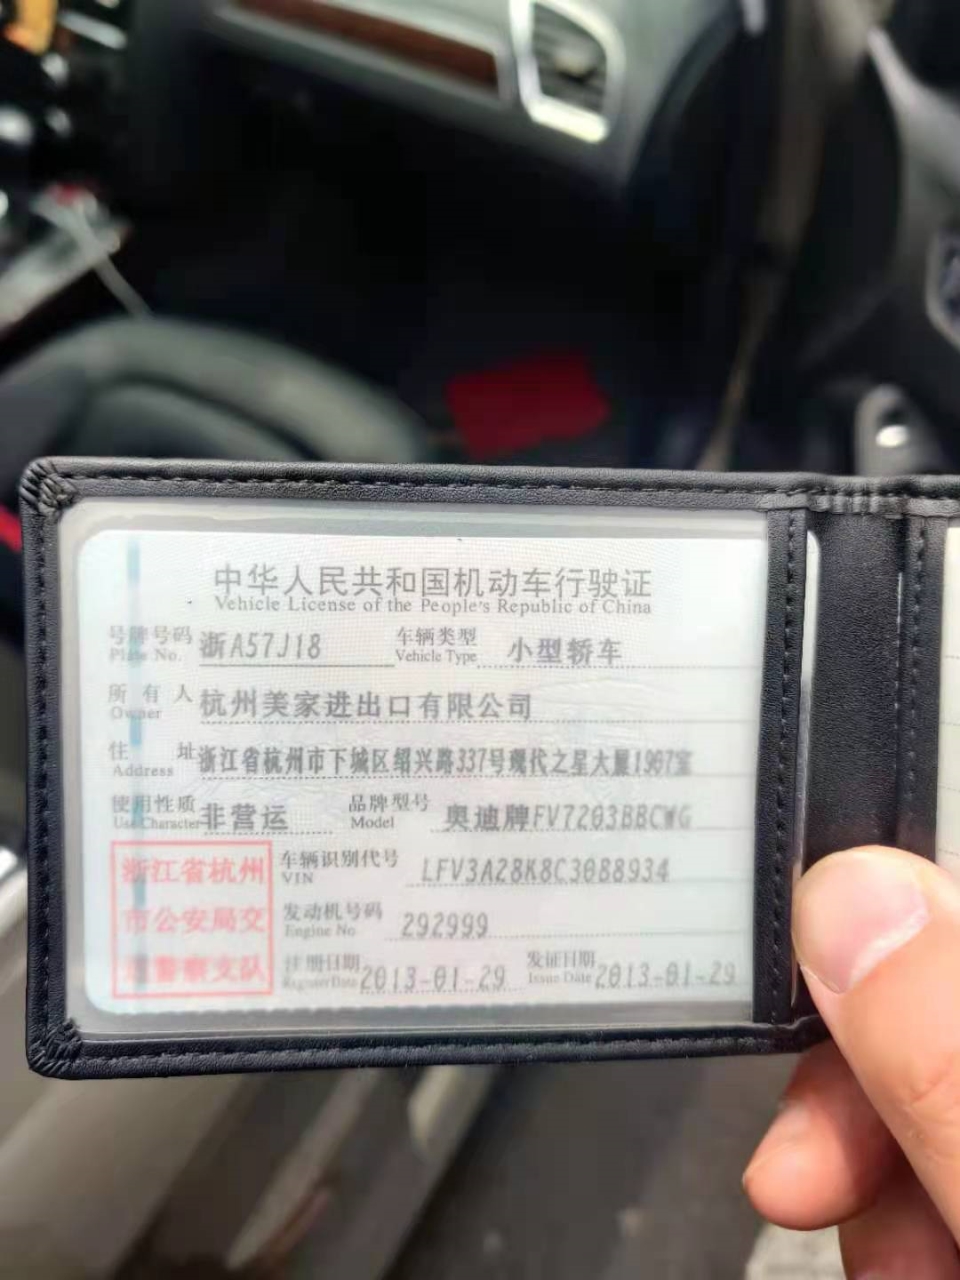 中华人民共和国机动车行驶证
Vehicle License of the People's Republic of China
号牌号码 浙A57J18 车辆类型 小型轿车
Plate No. Vehicle Type
所有人 杭州美家进出口有限公司
Owner
住址 浙江省杭州市下城区绍兴路337号现代之星大厦1907室
Address
使用性质 非营运 品牌型号 奥迪牌FV7203BBCWG
Use Character Model
车辆识别代号 LFV3A28K8C3088934
VIN
发动机号码 292999
Engine No
注册日期 2013-01-29 发证日期 2013-01-29
Register Date Issue Date
浙江省杭州
市公安局交
通警察支队